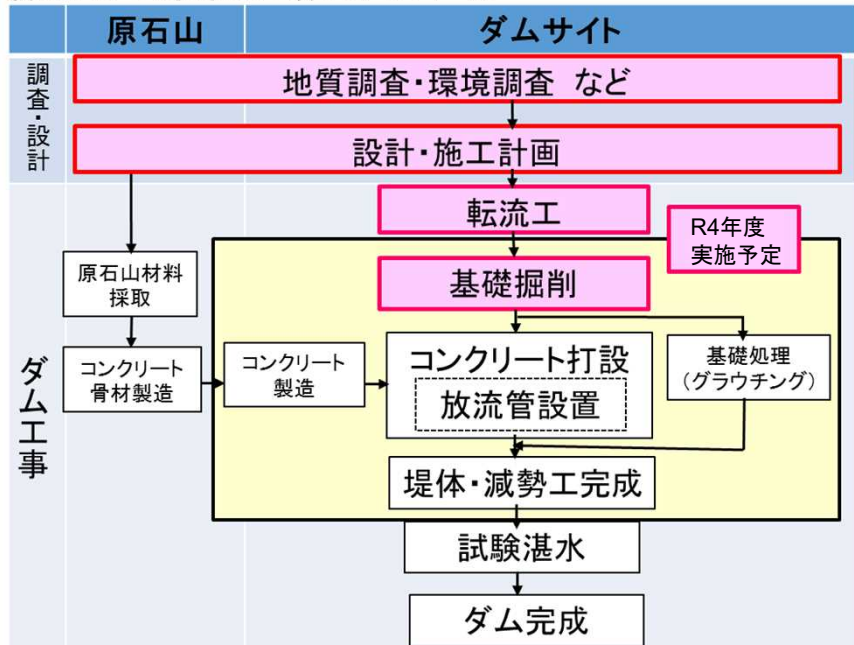 原石山
ダムサイト
調査・設計
地質調査・環境調査 など
設計・施工計画
ダム工事
転流工
R4年度
実施予定
原石山材料
採取
基礎掘削
コンクリート
骨材製造
コンクリート
製造
コンクリート打設
放流管設置
基礎処理
(グラウチング)
堤体・減勢工完成
試験湛水
ダム完成